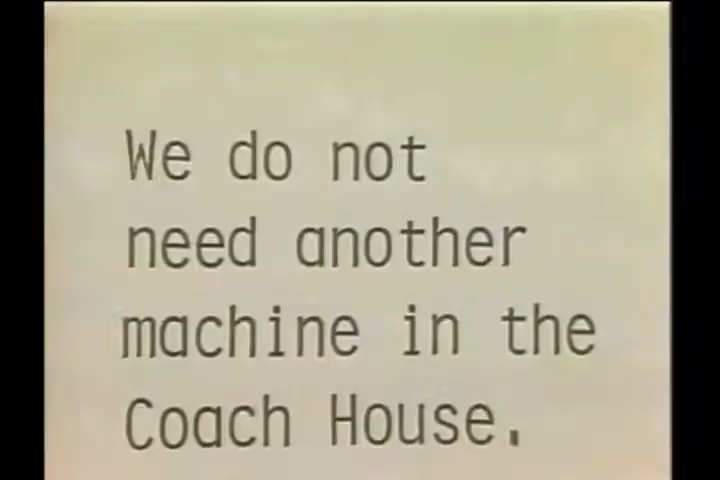 We do not
need another
machine in the
Coach House.